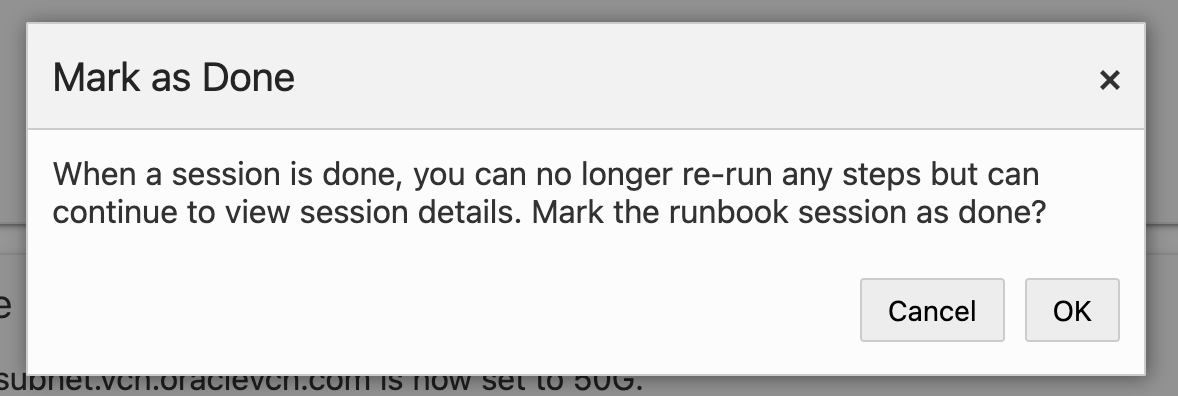 Mark as Done
When a session is done, you can no longer re-run any steps but can
continue to view session details. Mark the runbook session as done?
Cancel OK
e
subnet.vcn.oraclevcn.com is now set to 50G.